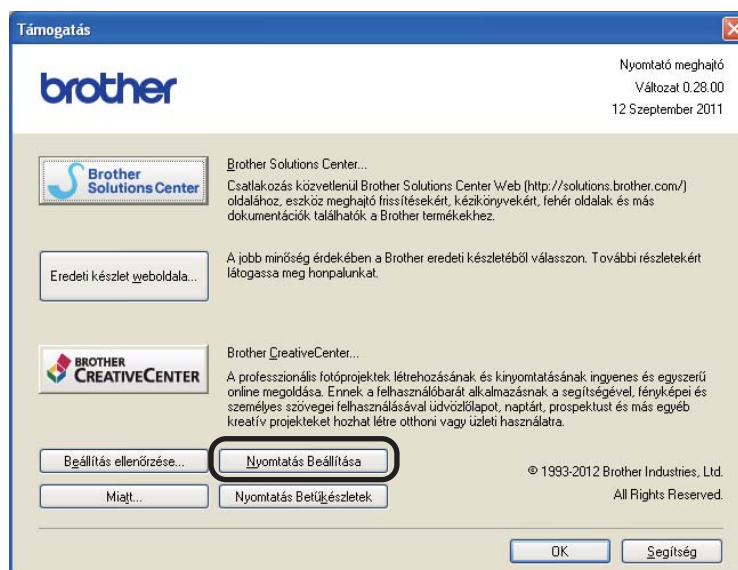 Támogatás
brother
Nyomtató meghajtó
Változat 0.28.00
12 Szeptember 2011
Brother
Solutions Center
Brother Solutions Center...
Csatlakozás közvetlenül Brother Solutions Center Web (http://solutions.brother.com/)
oldalához, eszköz meghajtó frissítésekért, kézikönyvekért, fehér oldalak és más
dokumentációk találhatók a Brother termékekhez.
Eredeti készlet weboldala...
A jobb minőség érdekében a Brother eredeti készletéből válasszon. További részletekért
látogassa meg honpalunkat.
BROTHER
CREATIVECENTER
Brother CreativeCenter...
A professzionális fotóprojektek létrehozásának és kinyomtatásának ingyenes és egyszerű
online megoldása. Ennek a felhasználóbarát alkalmazásnak a segítségével, fényképei és
személyes szövegei felhasználásával üdvözlőlapot, naptárt, prospektust és más egyéb
kreatív projekteket hozhat létre otthoni vagy üzleti használatra.
Beállítás ellenőrzése...
Nyomtatás Beállítása
© 1993-2012 Brother Industries, Ltd.
Miatt...
Nyomtatás Betűkészletek
All Rights Reserved.
OK
Segítség